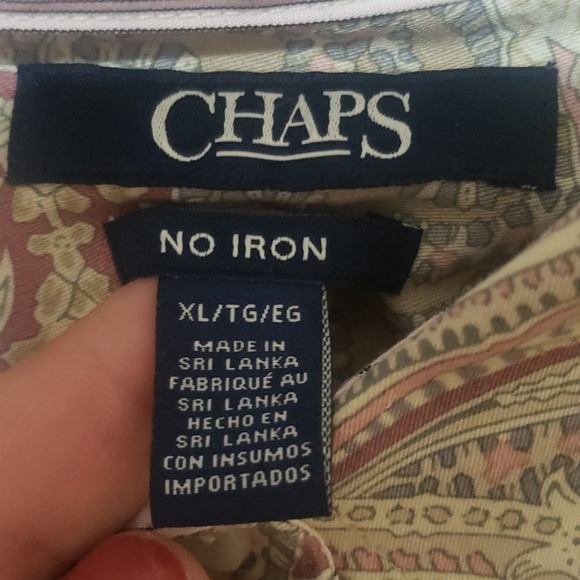 CHAPS
NO IRON
XL/TG/EG
MADE IN
SRI LANKA
FABRIQUÉ AU
SRI LANKA
HECHO EN
SRI LANKA
CON INSUMOS
IMPORTADOS